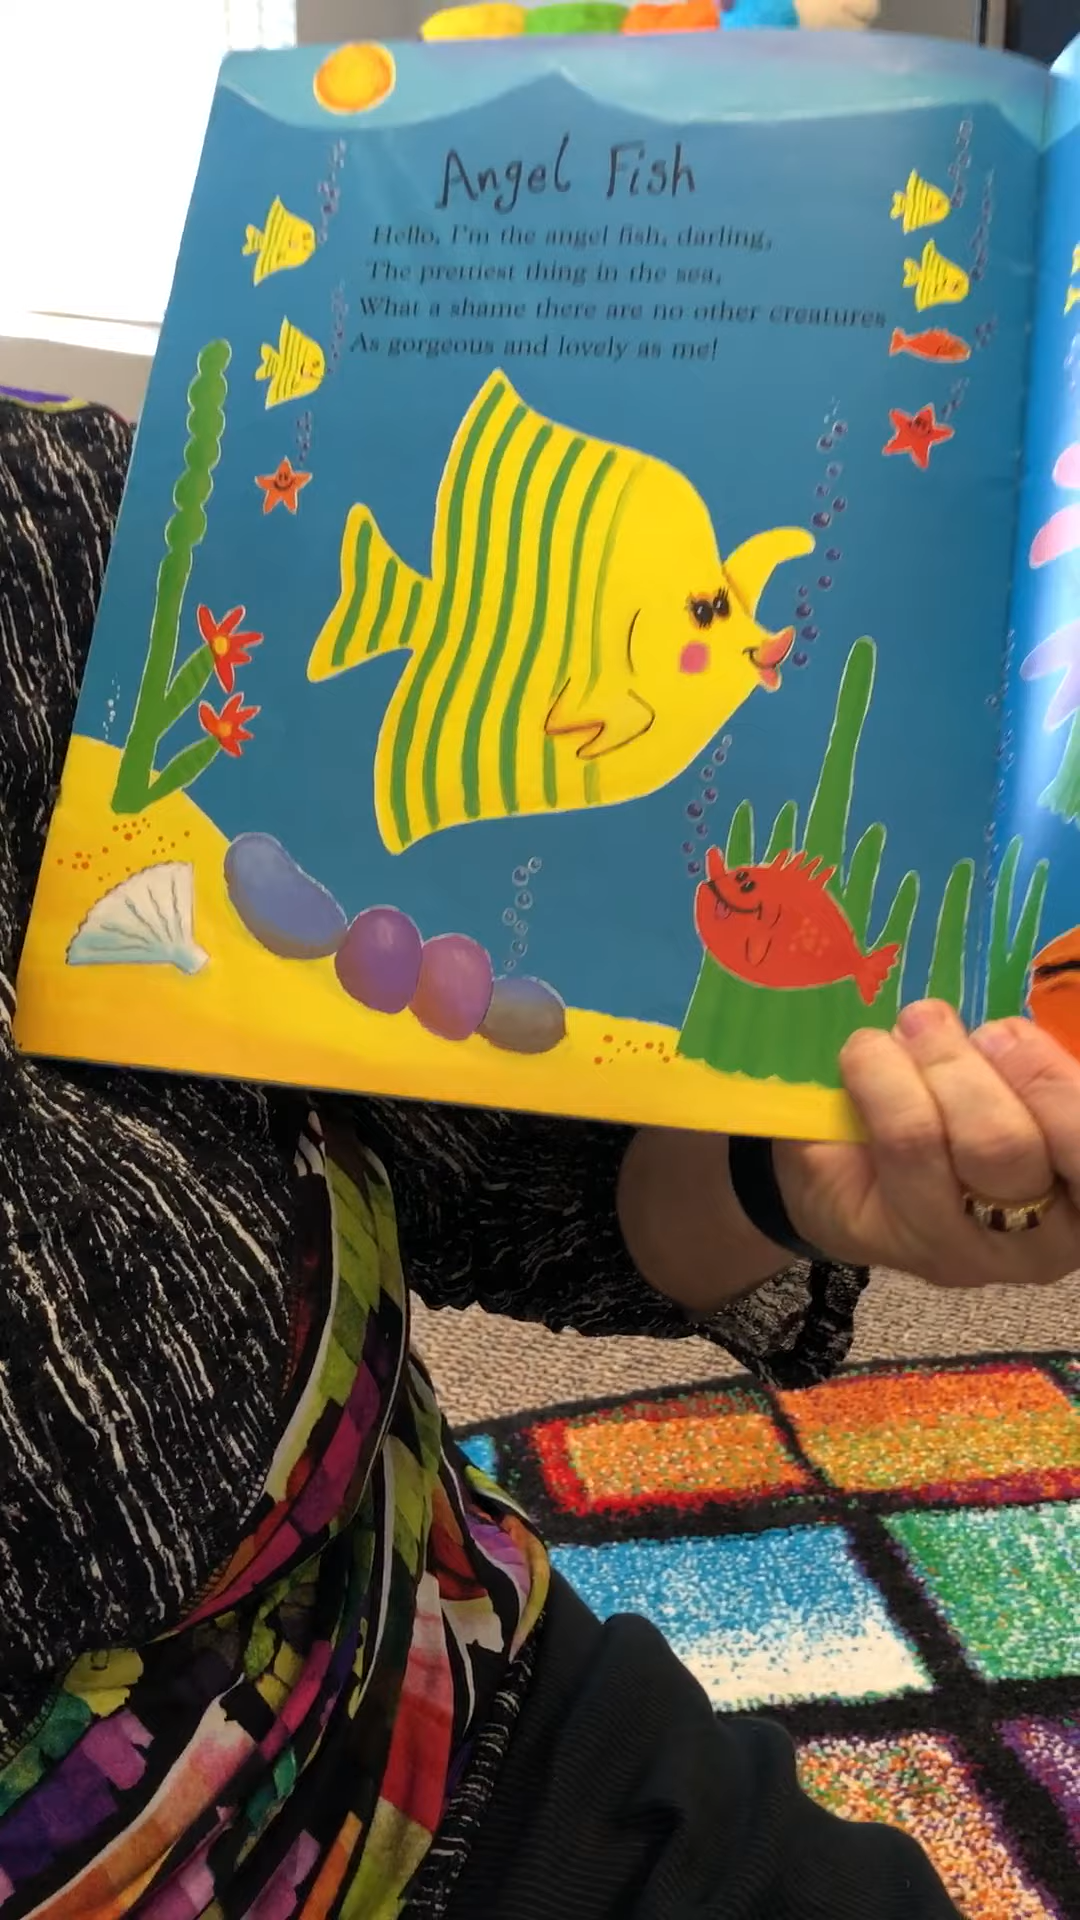 Angel Fish
Hello, I'm the angel fish, darling,
The prettiest thing in the sea,
What a shame there are no other creatures
As gorgeous and lovely as me!